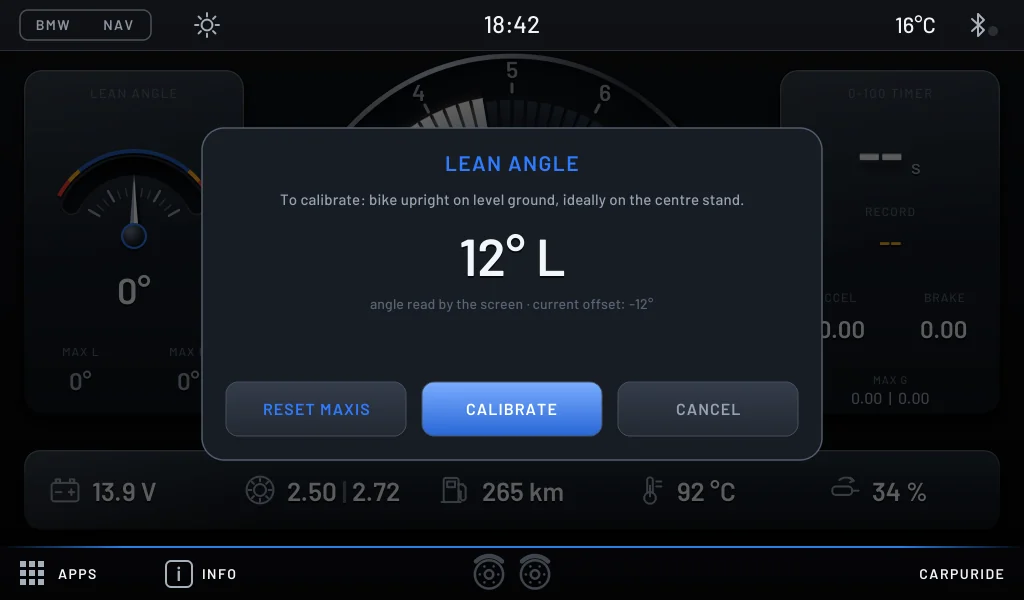 BMW NAV
18:42
16°C
5
4
6
LEAN ANGLE
0-100 TIMER
LEAN ANGLE
To calibrate: bike upright on level ground, ideally on the centre stand.
12° L
angle read by the screen · current offset: -12°
RESET MAXIS
CALIBRATE
CANCEL
0°
MAX L
MAX
0°
0°
-- S
RECORD
--
CCEL
BRAKE
0.00
0.00
MAX G
0.00 | 0.00
13.9 V
2.50 | 2.72
265 km
92 °C
34 %
APPS
INFO
CARPURIDE